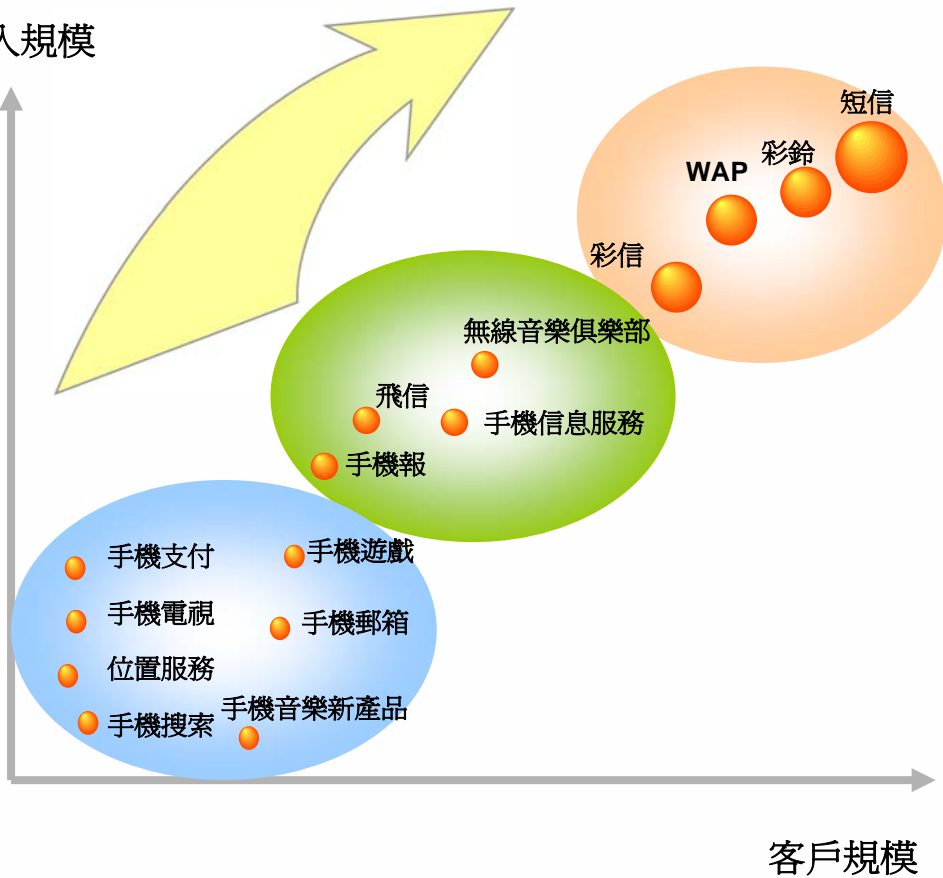 入規模
短信
彩鈴
WAP
彩信
無線音樂俱樂部
飛信
手機信息服務
手機報
手機支付
手機遊戲
手機電視
手機郵箱
位置服務
手機音樂新產品
手機搜索
客戶規模